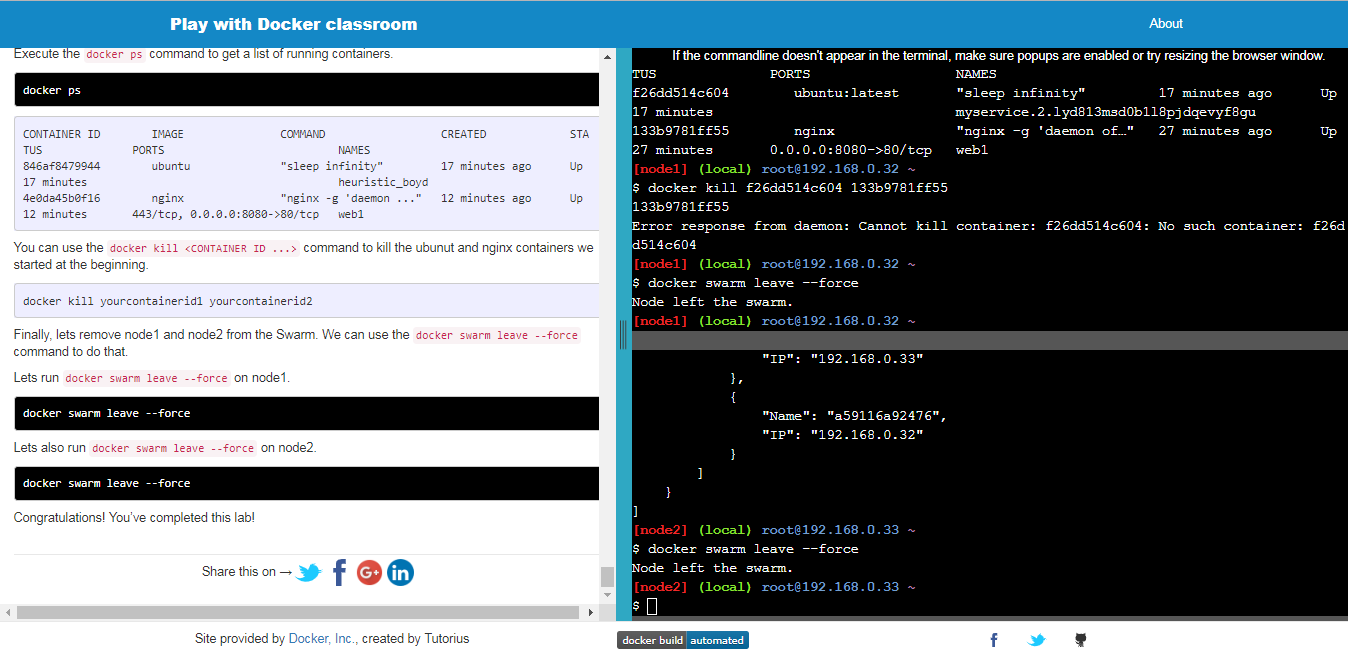 Play with Docker classroom
About
Execute the docker ps command to get a list of running containers.
docker ps
CONTAINER ID IMAGE COMMAND CREATED STA
TUS PORTS NAMES
846af8479944 ubuntu "sleep infinity" 17 minutes ago Up
17 minutes heuristic_boyd
4e0da45b0f16 nginx "nginx -g 'daemon ..." 12 minutes ago Up
12 minutes 443/tcp, 0.0.0.0:8080->80/tcp web1
You can use the docker kill <CONTAINER ID ...> command to kill the ubunut and nginx containers we
started at the beginning.
docker kill yourcontainerid1 yourcontainerid2
Finally, lets remove node1 and node2 from the Swarm. We can use the docker swarm leave --force
command to do that.
Lets run docker swarm leave --force on node1.
docker swarm leave --force
Lets also run docker swarm leave --force on node2.
docker swarm leave --force
Congratulations! You've completed this lab!
Share this on →
If the commandline doesn't appear in the terminal, make sure popups are enabled or try resizing the browser window.
TUS PORTS NAMES
f26dd514c604 ubuntu:latest "sleep infinity" 17 minutes ago Up
17 minutes myservice.2.lyd813msd0b1l8pjdqevyf8gu
133b9781ff55 nginx "nginx -g 'daemon of…" 27 minutes ago Up
27 minutes 0.0.0.0:8080->80/tcp web1
[node1] (local) root@192.168.0.32 ~
$ docker kill f26dd514c604 133b9781ff55
133b9781ff55
Error response from daemon: Cannot kill container: f26dd514c604: No such container: f26d
d514c604
[node1] (local) root@192.168.0.32 ~
$ docker swarm leave --force
Node left the swarm.
[node1] (local) root@192.168.0.32 ~
"IP": "192.168.0.33"
},
{
"Name": "a59116a92476",
"IP": "192.168.0.32"
}
]
}
]
[node2] (local) root@192.168.0.33 ~
$ docker swarm leave --force
Node left the swarm.
[node2] (local) root@192.168.0.33 ~
$
Site provided by Docker, Inc., created by Tutorius
docker build automated